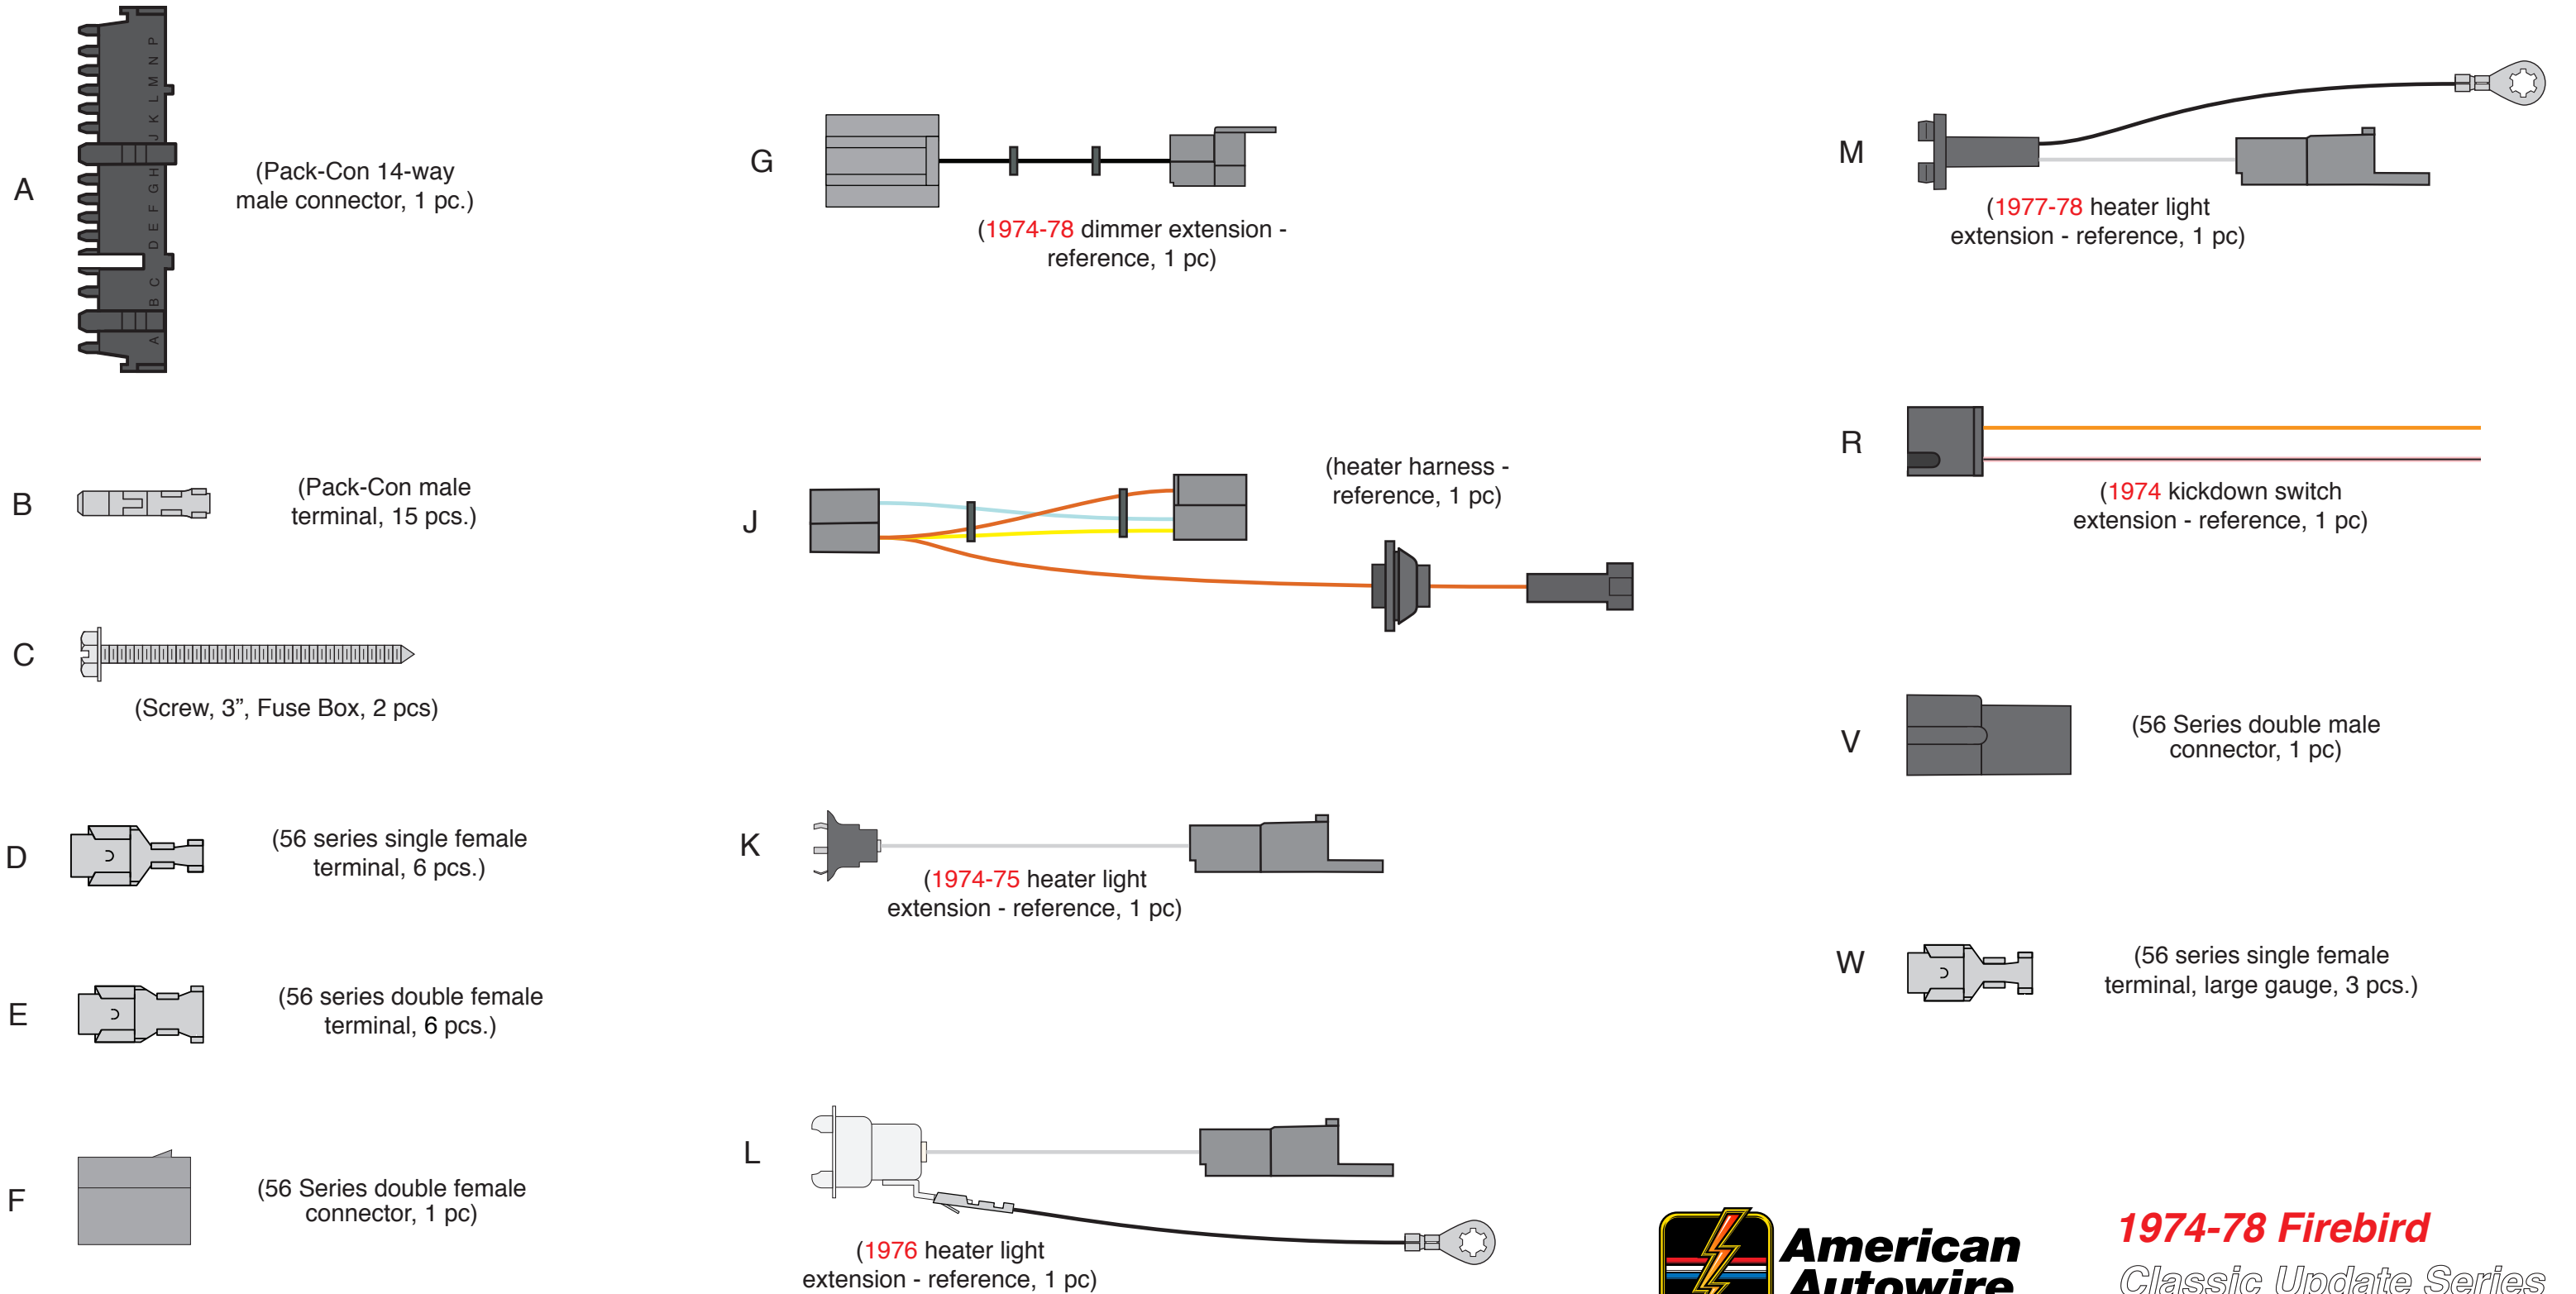 A
P
N
M
L
K
J
H
G
F
E
D
C
B
A
(Pack-Con 14-way
male connector, 1 pc.)
B
(Pack-Con male
terminal, 15 pcs.)
C
(Screw, 3”, Fuse Box, 2 pcs)
D
(56 series single female
terminal, 6 pcs.)
E
(56 series double female
terminal, 6 pcs.)
F
(56 Series double female
connector, 1 pc)
G
(1974-78 dimmer extension -
reference, 1 pc)
J
(heater harness -
reference, 1 pc)
K
(1974-75 heater light
extension - reference, 1 pc)
L
(1976 heater light
extension - reference, 1 pc)
M
(1977-78 heater light
extension - reference, 1 pc)
R
(1974 kickdown switch
extension - reference, 1 pc)
V
(56 Series double male
connector, 1 pc)
W
(56 series single female
terminal, large gauge, 3 pcs.)
American
Autowire
1974-78 Firebird
Classic Update Series